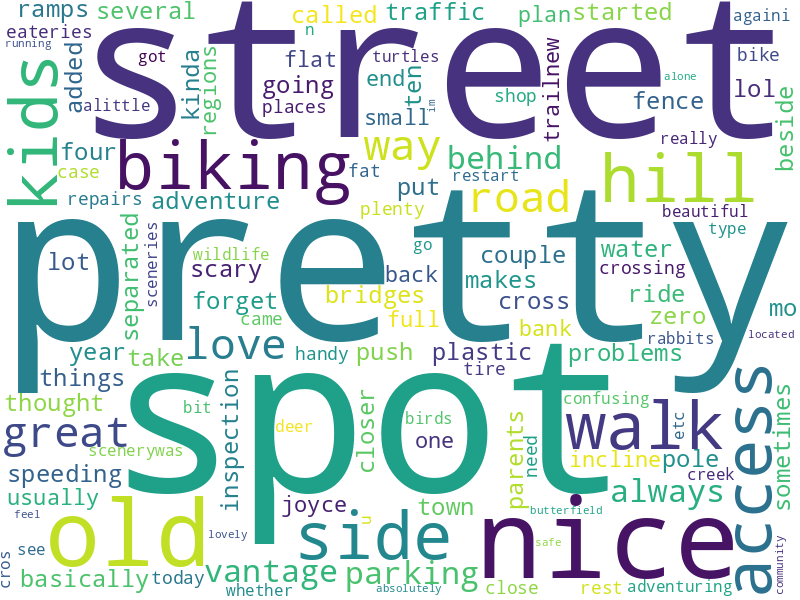 ramps
several
called
traffic
plan
started
againi
eateries
running
street
kids
added
alittle
kinda
regions
got
n
flat
going
places
turtles
end
ten
small
im
shop
alone
trailnew
bike
fence
lol
beside
four
case
biking
fat
way
behind
really
hill
repairs
adventure
put
restart
road
plenty
beautiful
type
pretty
lot
sceneries
separated
wildlife
scary
go
couple
water
crossing
forget
back
makes
bridges
cross
ride
came
full
bank
zero
mo
year
take
love
handy
push
plastic
tire
problems
rabbits
located
things
thought
spot
bit
inspection
closer
deer
birds
one
confusing
great
scenerywas
parents
need
walk
etc
access
sometimes
speeding
incline
pole
creek
usually
joyce
u
town
always
feel
old
side
butterfield
nice
lovely
safe
see
cros
basically
today
vantage
whether
parking
absolutely
close
rest
adventuring
community